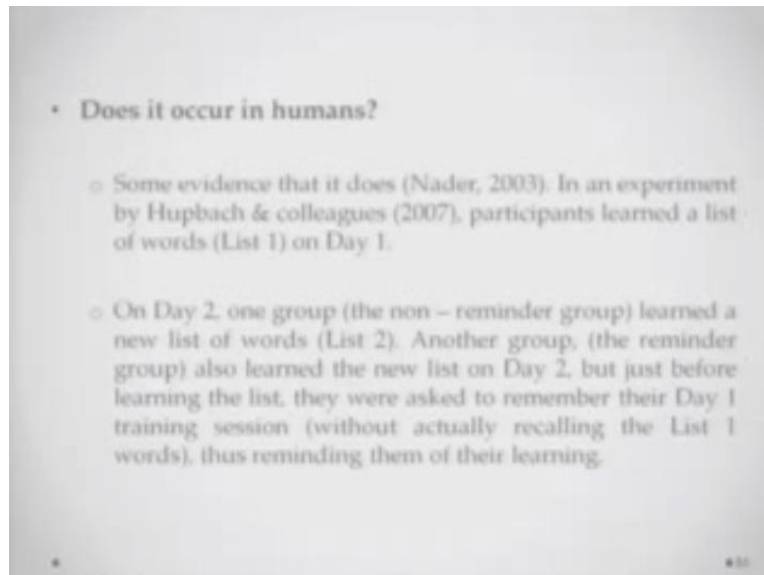 • Does it occur in humans?
o Some evidence that it does (Nader, 2003). In an experiment
by Hupbach & colleagues (2007), participants learned a list
of words (List 1) on Day 1.
o On Day 2, one group (the non – reminder group) learned a
new list of words (List 2). Another group, (the reminder
group) also learned the new list on Day 2, but just before
learning the list, they were asked to remember their Day 1
training session (without actually recalling the List 1
words), thus reminding them of their learning.